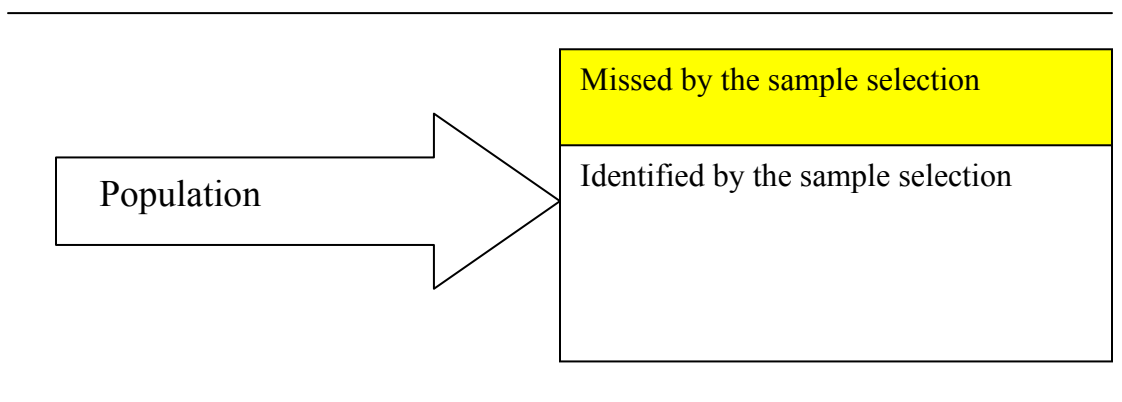 Missed by the sample selection
Population
Identified by the sample selection